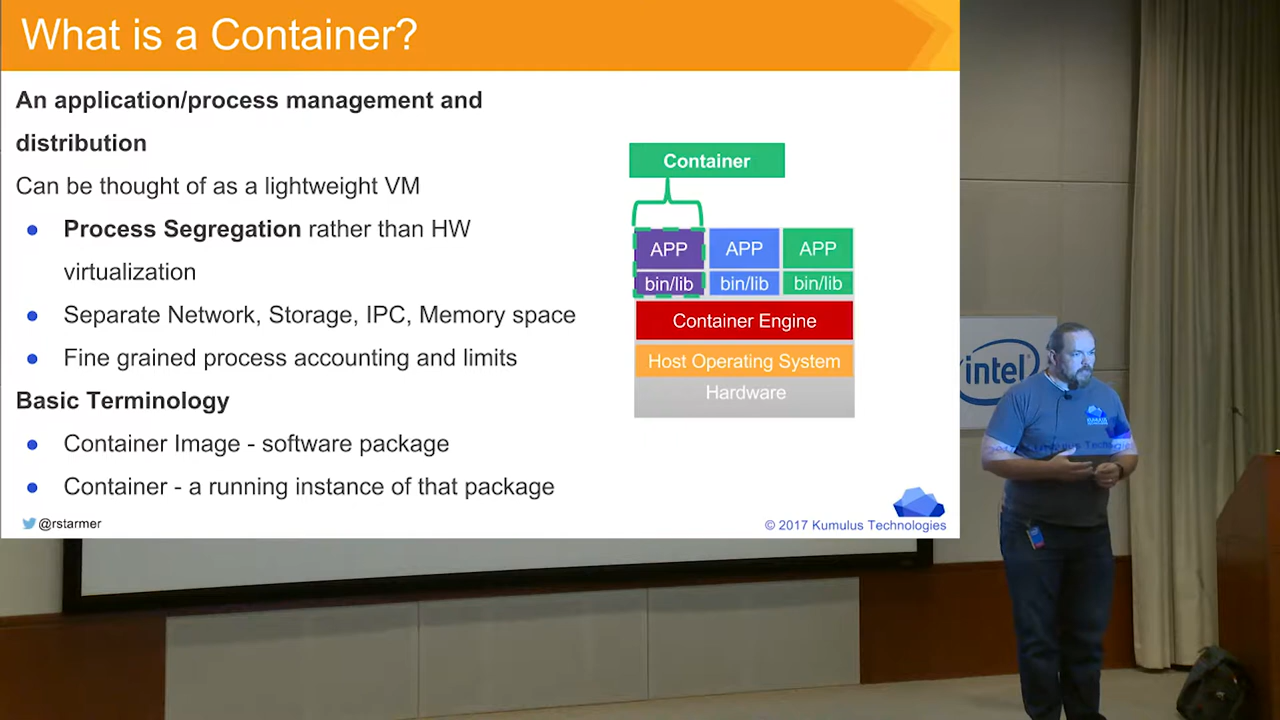 What is a Container?
An application/process management and
distribution
Can be thought of as a lightweight VM
● Process Segregation rather than HW
virtualization
● Separate Network, Storage, IPC, Memory space
● Fine grained process accounting and limits
Basic Terminology
● Container Image - software package
● Container - a running instance of that package
@rstarmer
Container
APP APP APP
bin/lib bin/lib bin/lib
Container Engine
Host Operating System
Hardware
© 2017 Kumulus Technologies
intel
KUMULUS
Kumulus Technologies